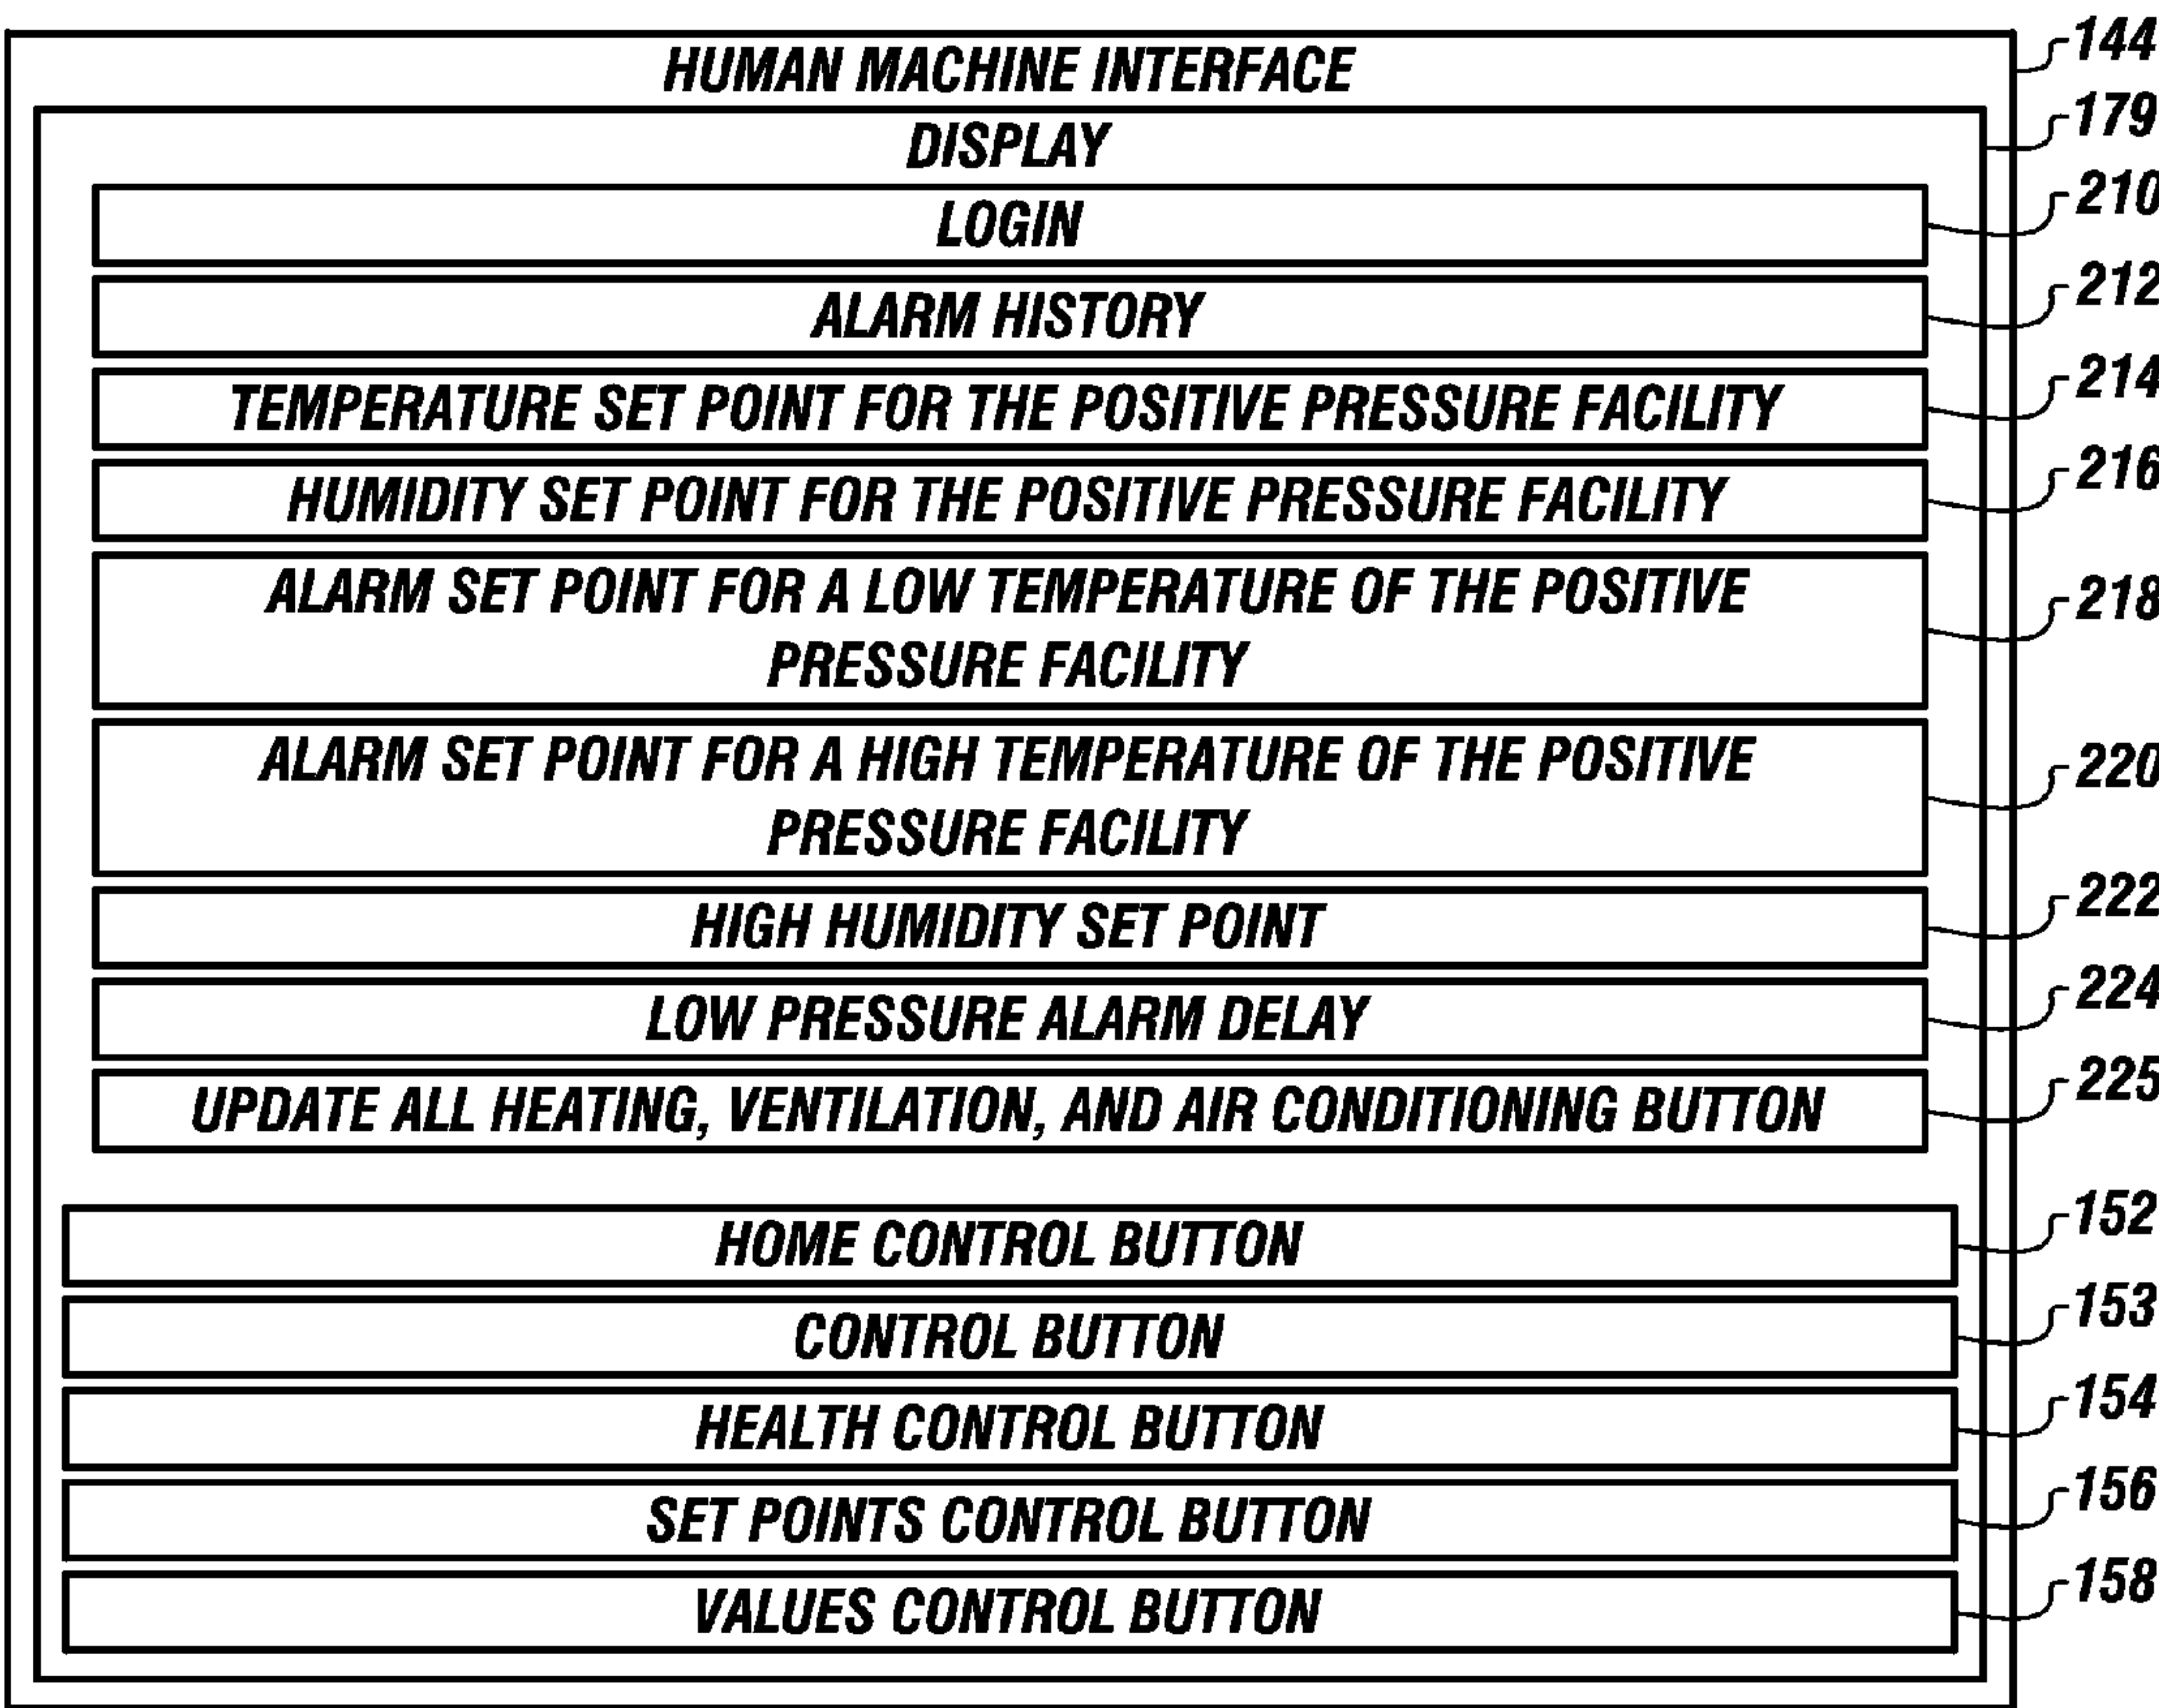 HUMAN MACHINE INTERFACE 144
DISPLAY 179
LOGIN 210
ALARM HISTORY 212
TEMPERATURE SET POINT FOR THE POSITIVE PRESSURE FACILITY 214
HUMIDITY SET POINT FOR THE POSITIVE PRESSURE FACILITY 216
ALARM SET POINT FOR A LOW TEMPERATURE OF THE POSITIVE 218
PRESSURE FACILITY
ALARM SET POINT FOR A HIGH TEMPERATURE OF THE POSITIVE 220
PRESSURE FACILITY
HIGH HUMIDITY SET POINT 222
LOW PRESSURE ALARM DELAY 224
UPDATE ALL HEATING, VENTILATION, AND AIR CONDITIONING BUTTON 225
HOME CONTROL BUTTON 152
CONTROL BUTTON 153
HEALTH CONTROL BUTTON 154
SET POINTS CONTROL BUTTON 156
VALUES CONTROL BUTTON 158